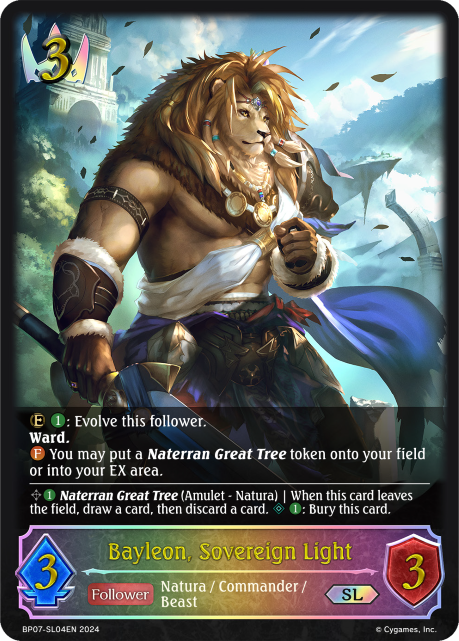 3
E 1: Evolve this follower.
Ward.
F You may put a Naterran Great Tree token onto your field
or into your EX area.
1 Naterran Great Tree (Amulet - Natura) | When this card leaves
the field, draw a card, then discard a card. 1: Bury this card.
Bayleon, Sovereign Light
3
Follower
Natura / Commander /
Beast
SL
3
BP07-SL04EN 2024
© Cygames, Inc.